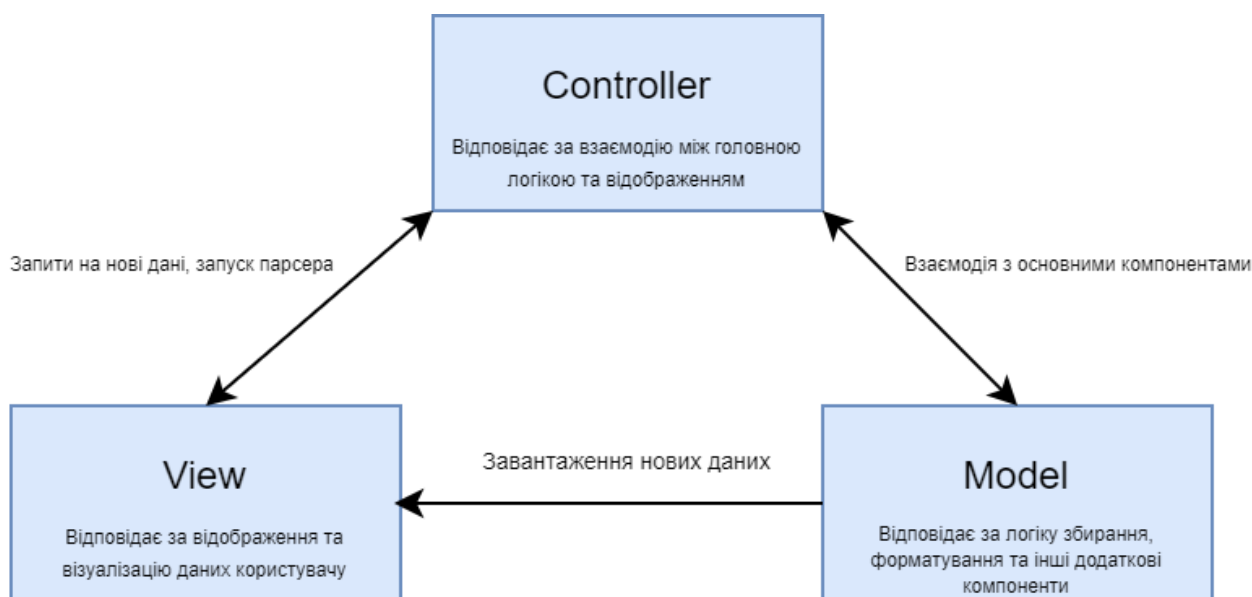 Controller
Відповідає за взаємодію між головною
логікою та відображенням
Запити на нові дані, запуск парсера
Взаємодія з основними компонентами
View
Відповідає за відображення та
візуалізацію даних користувачу
Завантаження нових даних
Model
Відповідає за логіку збирання,
форматування та інші додаткові
компоненти